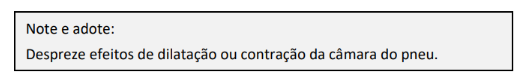 Note e adote:
Despreze efeitos de dilatação ou contração da câmara do pneu.